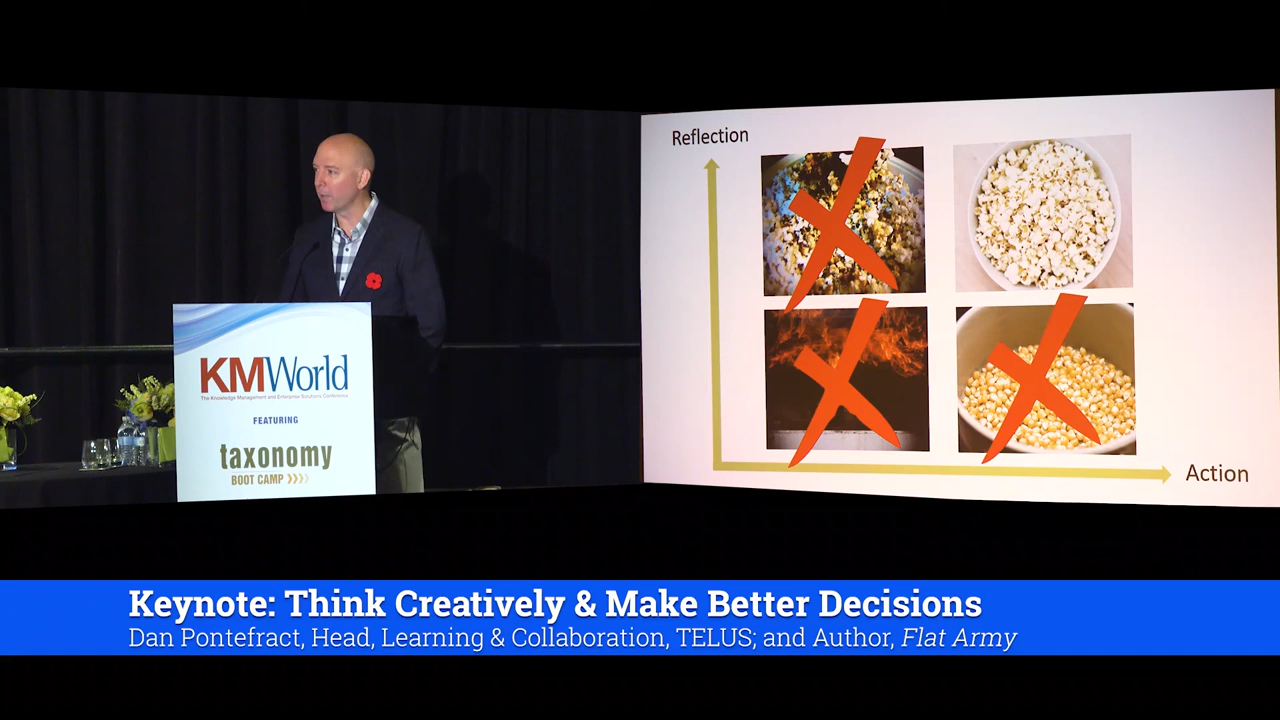 Reflection
Action
KMWorld
The Knowledge Management and Enterprise Solutions Conference
FEATURING
taxonomy
BOOT CAMP
Keynote: Think Creatively & Make Better Decisions
Dan Pontefract, Head, Learning & Collaboration, TELUS; and Author, Flat Army